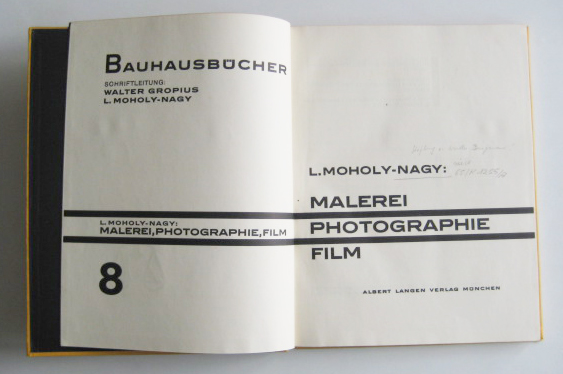 BAUHAUSBÜCHER
SCHRIFTLEITUNG:
WALTER GROPIUS
L. MOHOLY-NAGY
L. MOHOLY-NAGY:
MALEREI, PHOTOGRAPHIE, FILM
8
L. MOHOLY-NAGY:
MALEREI
PHOTOGRAPHIE
FILM
ALBERT LANGEN VERLAG MÜNCHEN